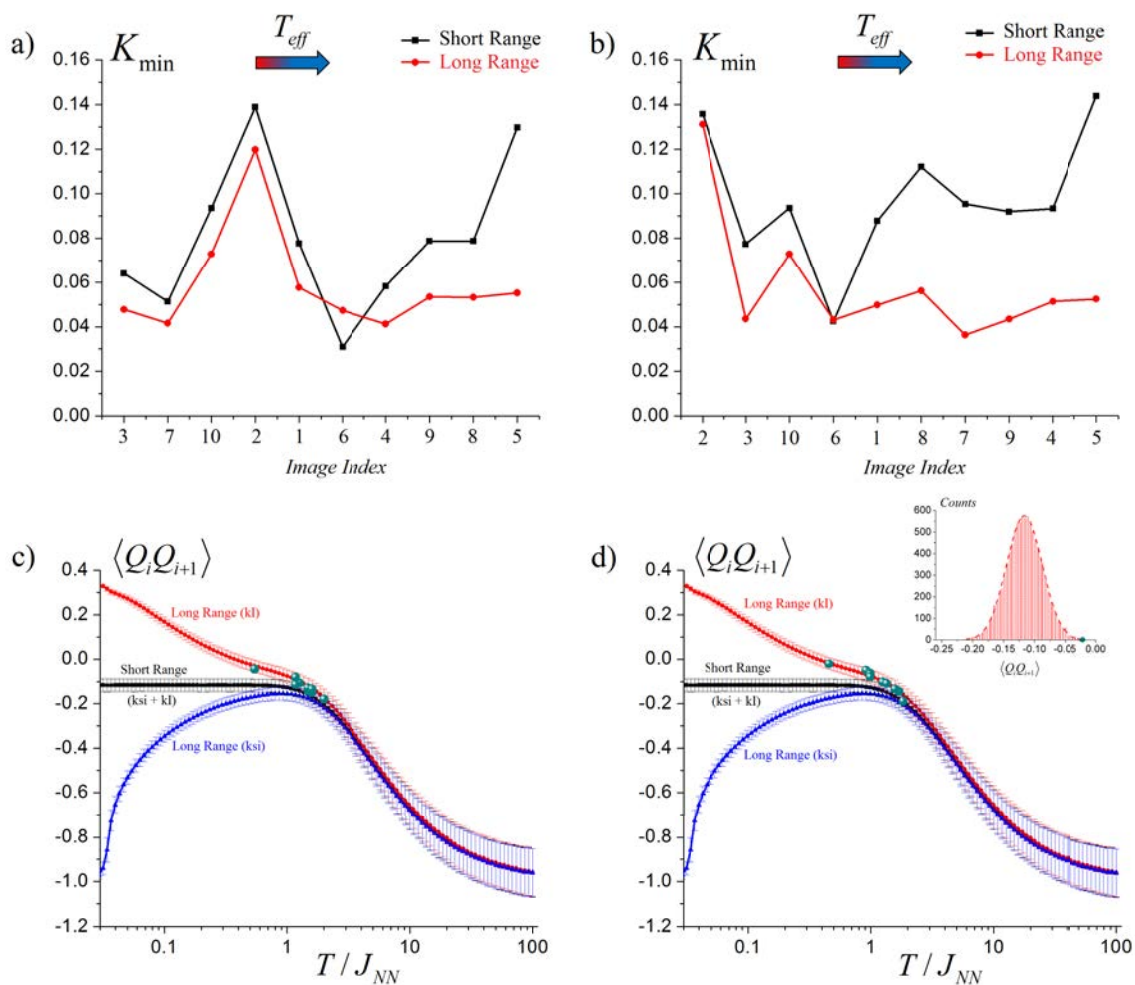 a)
K_min
T_eff
Short Range
Long Range
0.16
0.14
0.12
0.10
0.08
0.06
0.04
0.02
0.00
3 7 10 2 1 6 4 9 8 5
Image Index
b)
K_min
T_eff
Short Range
Long Range
0.16
0.14
0.12
0.10
0.08
0.06
0.04
0.02
0.00
2 3 10 6 1 8 7 9 4 5
Image Index
c)
⟨Q_i Q_{i+1}⟩
0.4
0.2
0.0
-0.2
-0.4
-0.6
-0.8
-1.0
-1.2
Long Range (kI)
Short Range
(ksi + kI)
Long Range (ksi)
0.1 1 10 100
T / J_NN
d)
⟨Q_i Q_{i+1}⟩
Counts
600
500
400
300
200
100
0
-0.25 -0.20 -0.15 -0.10 -0.05 0.00
⟨Q_i Q_{i+1}⟩
0.4
0.2
0.0
-0.2
-0.4
-0.6
-0.8
-1.0
-1.2
Long Range (kI)
Short Range
(ksi + kI)
Long Range (ksi)
0.1 1 10 100
T / J_NN